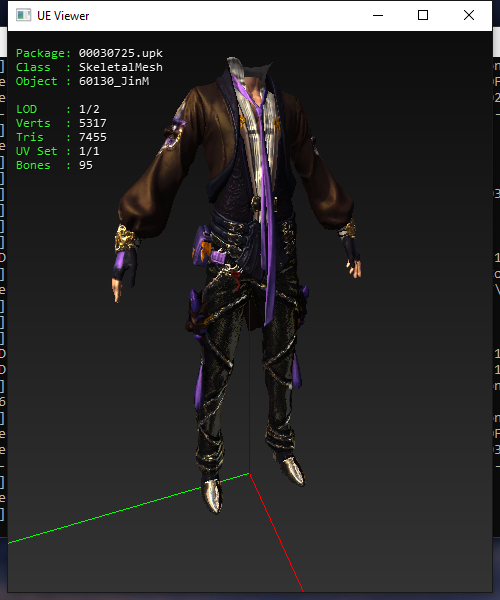 UE Viewer
Package: 00030725.upk
Class : SkeletalMesh
Object : 60130_JinM
LOD : 1/2
Verts : 5317
Tris : 7455
UV Set : 1/1
Bones : 95